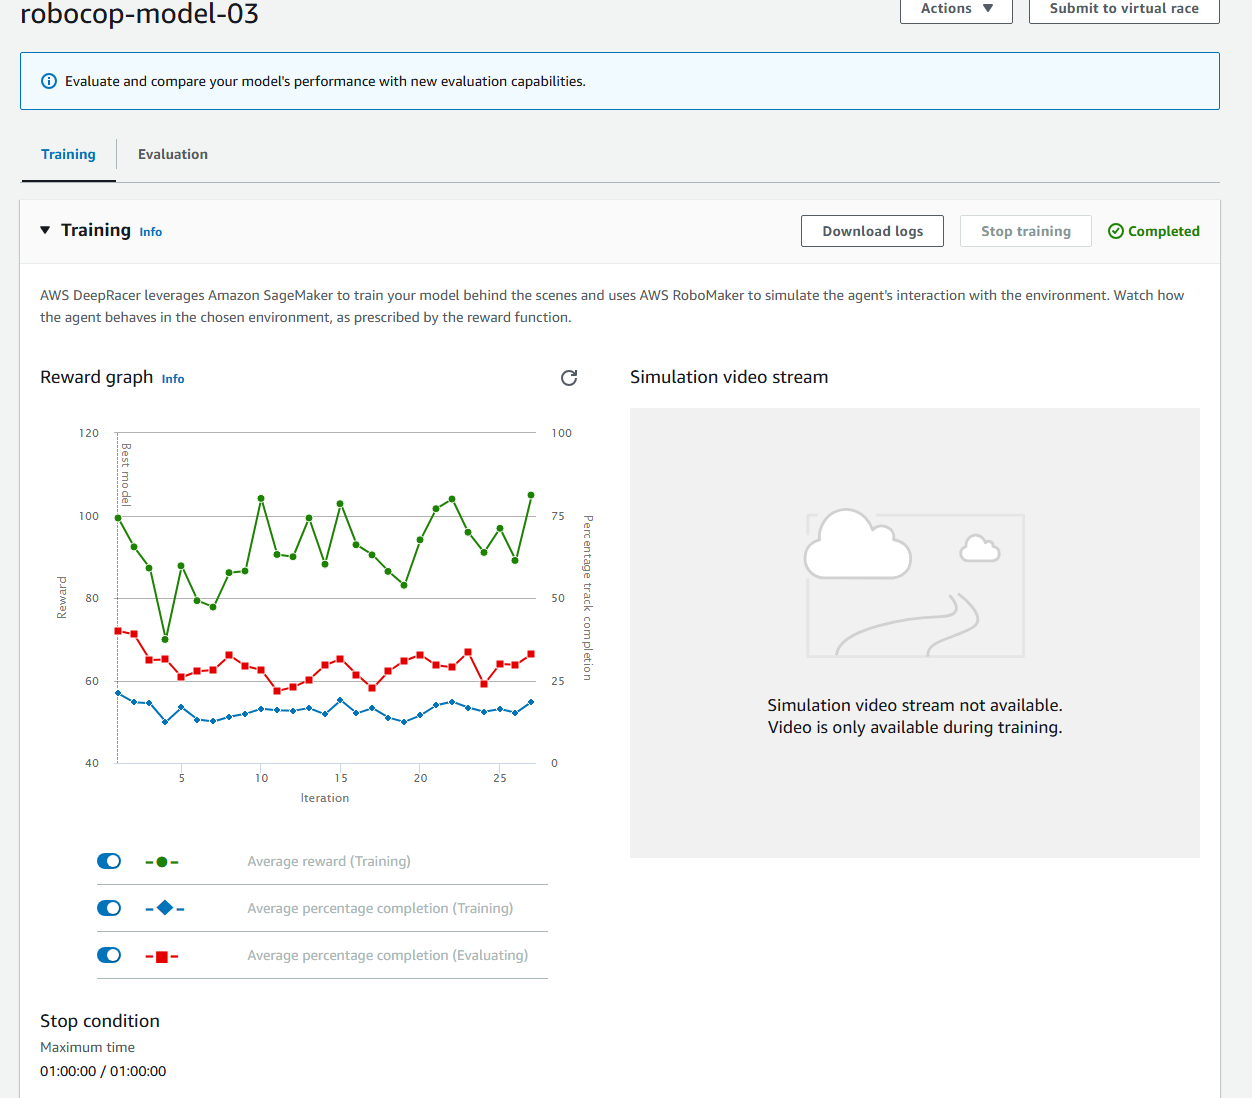 robocop-model-03
Actions
Submit to virtual race
Evaluate and compare your model's performance with new evaluation capabilities.
Training
Evaluation
Training Info
Download logs
Stop training
Completed
AWS DeepRacer leverages Amazon SageMaker to train your model behind the scenes and uses AWS RoboMaker to simulate the agent's interaction with the environment. Watch how
the agent behaves in the chosen environment, as prescribed by the reward function.
Reward graph Info
120
100
80
60
40
Reward
Best model
100
75
50
25
0
Percentage track completion
5
10
15
20
25
Iteration
Average reward (Training)
Average percentage completion (Training)
Average percentage completion (Evaluating)
Simulation video stream
Simulation video stream not available.
Video is only available during training.
Stop condition
Maximum time
01:00:00 / 01:00:00